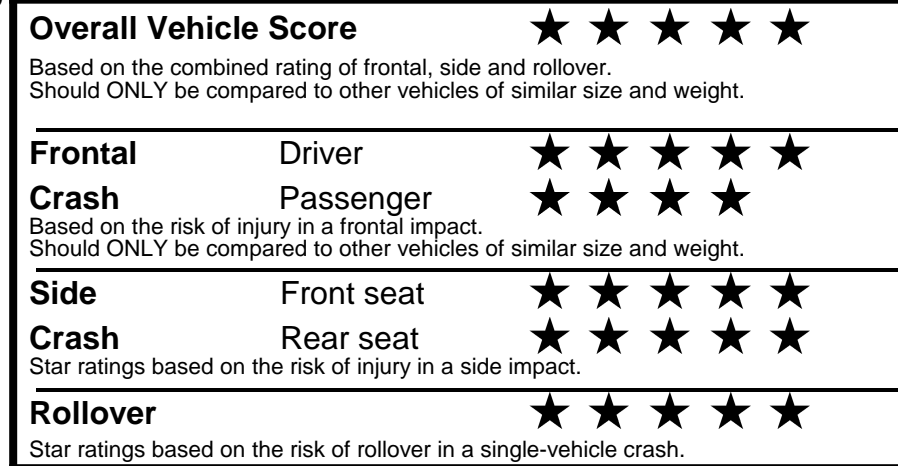 Overall Vehicle Score ★ ★ ★ ★ ★
Based on the combined rating of frontal, side and rollover.
Should ONLY be compared to other vehicles of similar size and weight.
Frontal Driver ★ ★ ★ ★ ★
Crash Passenger ★ ★ ★ ★
Based on the risk of injury in a frontal impact.
Should ONLY be compared to other vehicles of similar size and weight.
Side Front seat ★ ★ ★ ★ ★
Crash Rear seat ★ ★ ★ ★ ★
Star ratings based on the risk of injury in a side impact.
Rollover ★ ★ ★ ★ ★
Star ratings based on the risk of rollover in a single-vehicle crash.